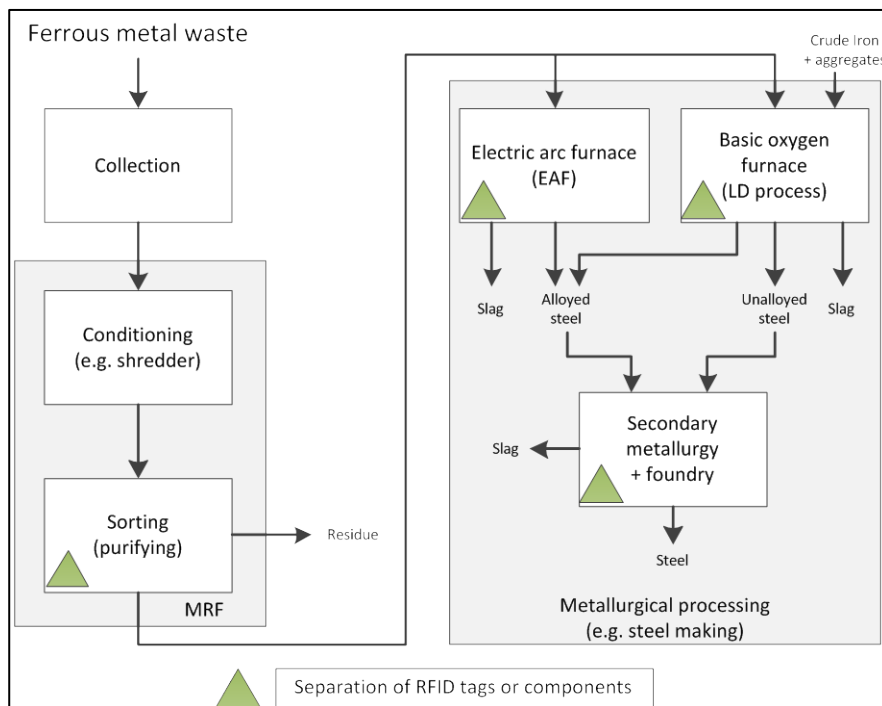 Ferrous metal waste
Crude Iron
+ aggregates
Collection
Electric arc furnace
(EAF)
Basic oxygen
furnace
(LD process)
Conditioning
(e.g. shredder)
Slag
Alloyed
steel
Unalloyed
steel
Slag
Secondary
metallurgy
+ foundry
Slag
Sorting
(purifying)
Residue
Steel
MRF
Metallurgical processing
(e.g. steel making)
Separation of RFID tags or components